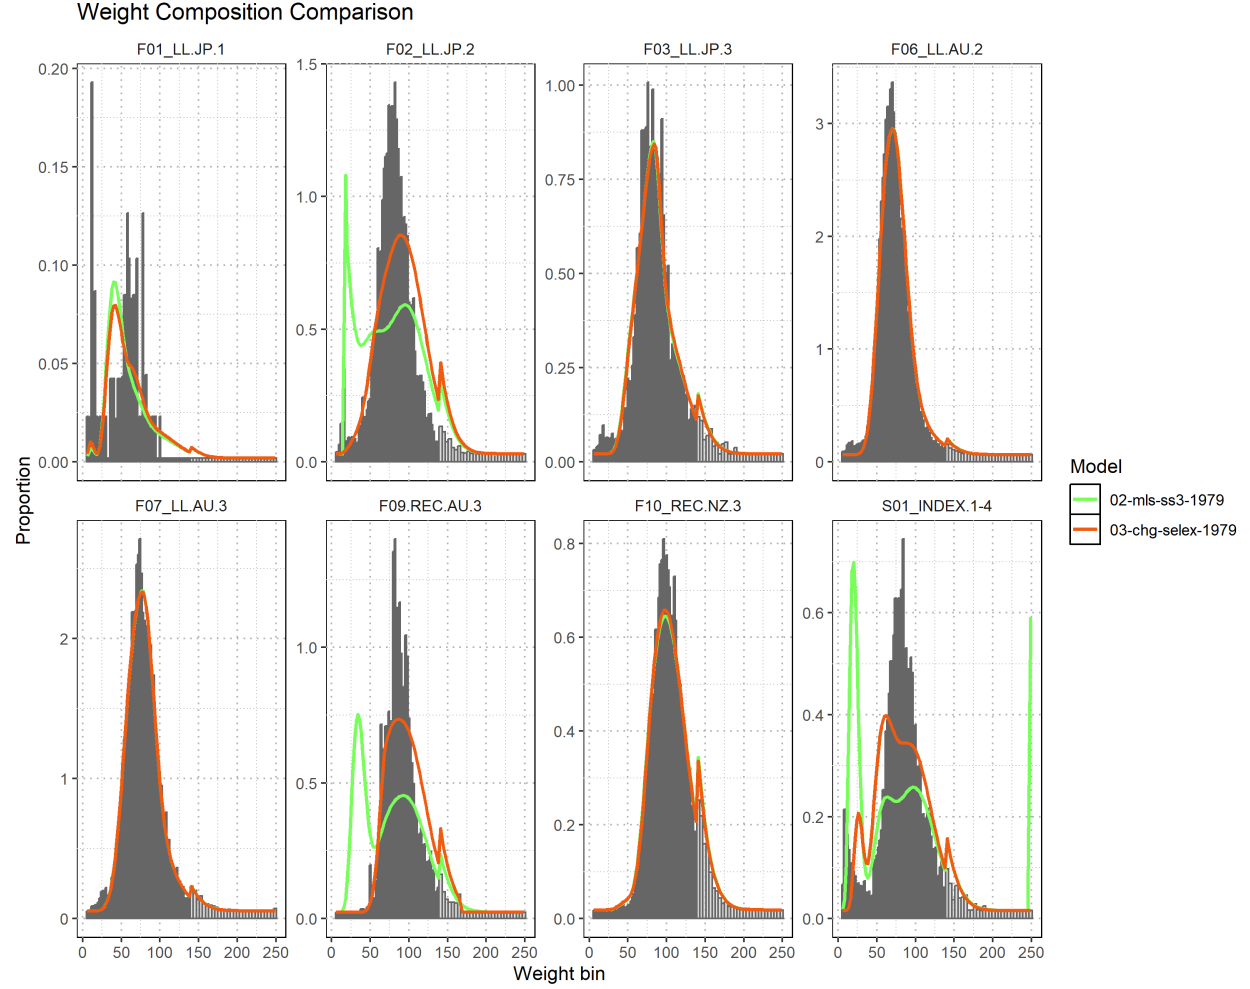 Weight Composition Comparison
F01_LL.JP.1 F02_LL.JP.2 F03_LL.JP.3 F06_LL.AU.2
0.20 1.5 1.00 3
0.15 1.0 0.75 2
0.10 0.5 0.50 1
0.05 0.0 0.25 0
0.00 0.00
F07_LL.AU.3 F09.REC.AU.3 F10_REC.NZ.3 S01_INDEX.1-4
2 1.0 0.8 0.6
1 0.5 0.6 0.4
0 0.0 0.4 0.2
0.2 0.0
0.0
0 50 100 150 200 250 0 50 100 150 200 250 0 50 100 150 200 250 0 50 100 150 200 250
Weight bin
Proportion
Model
02-mls-ss3-1979
03-chg-selex-1979